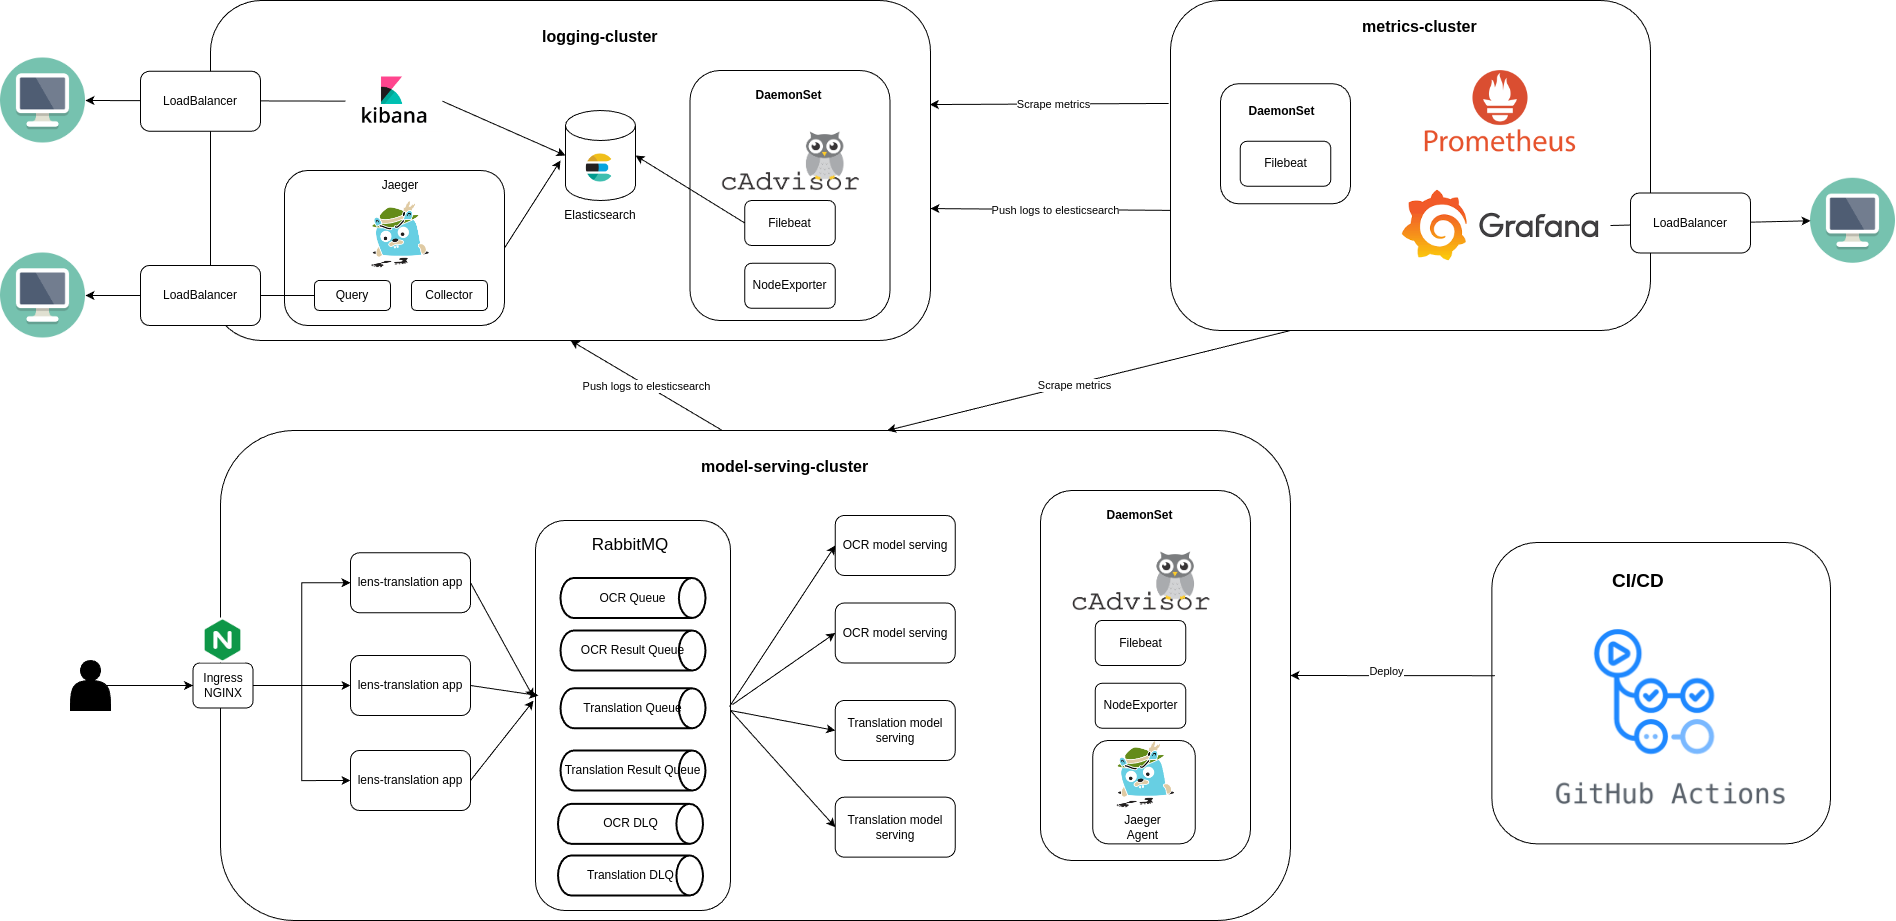 logging-cluster
LoadBalancer
kibana
Jaeger
Query
Collector
LoadBalancer
Elasticsearch
DaemonSet
cAdvisor
Filebeat
NodeExporter
Scrape metrics
Push logs to elesticsearch
metrics-cluster
DaemonSet
Filebeat
Prometheus
Grafana
LoadBalancer
Push logs to elesticsearch
Scrape metrics
model-serving-cluster
Ingress
NGINX
lens-translation app
lens-translation app
lens-translation app
RabbitMQ
OCR Queue
OCR Result Queue
Translation Queue
Translation Result Queue
OCR DLQ
Translation DLQ
OCR model serving
OCR model serving
Translation model
serving
Translation model
serving
DaemonSet
cAdvisor
Filebeat
NodeExporter
Jaeger
Agent
Deploy
CI/CD
GitHub Actions